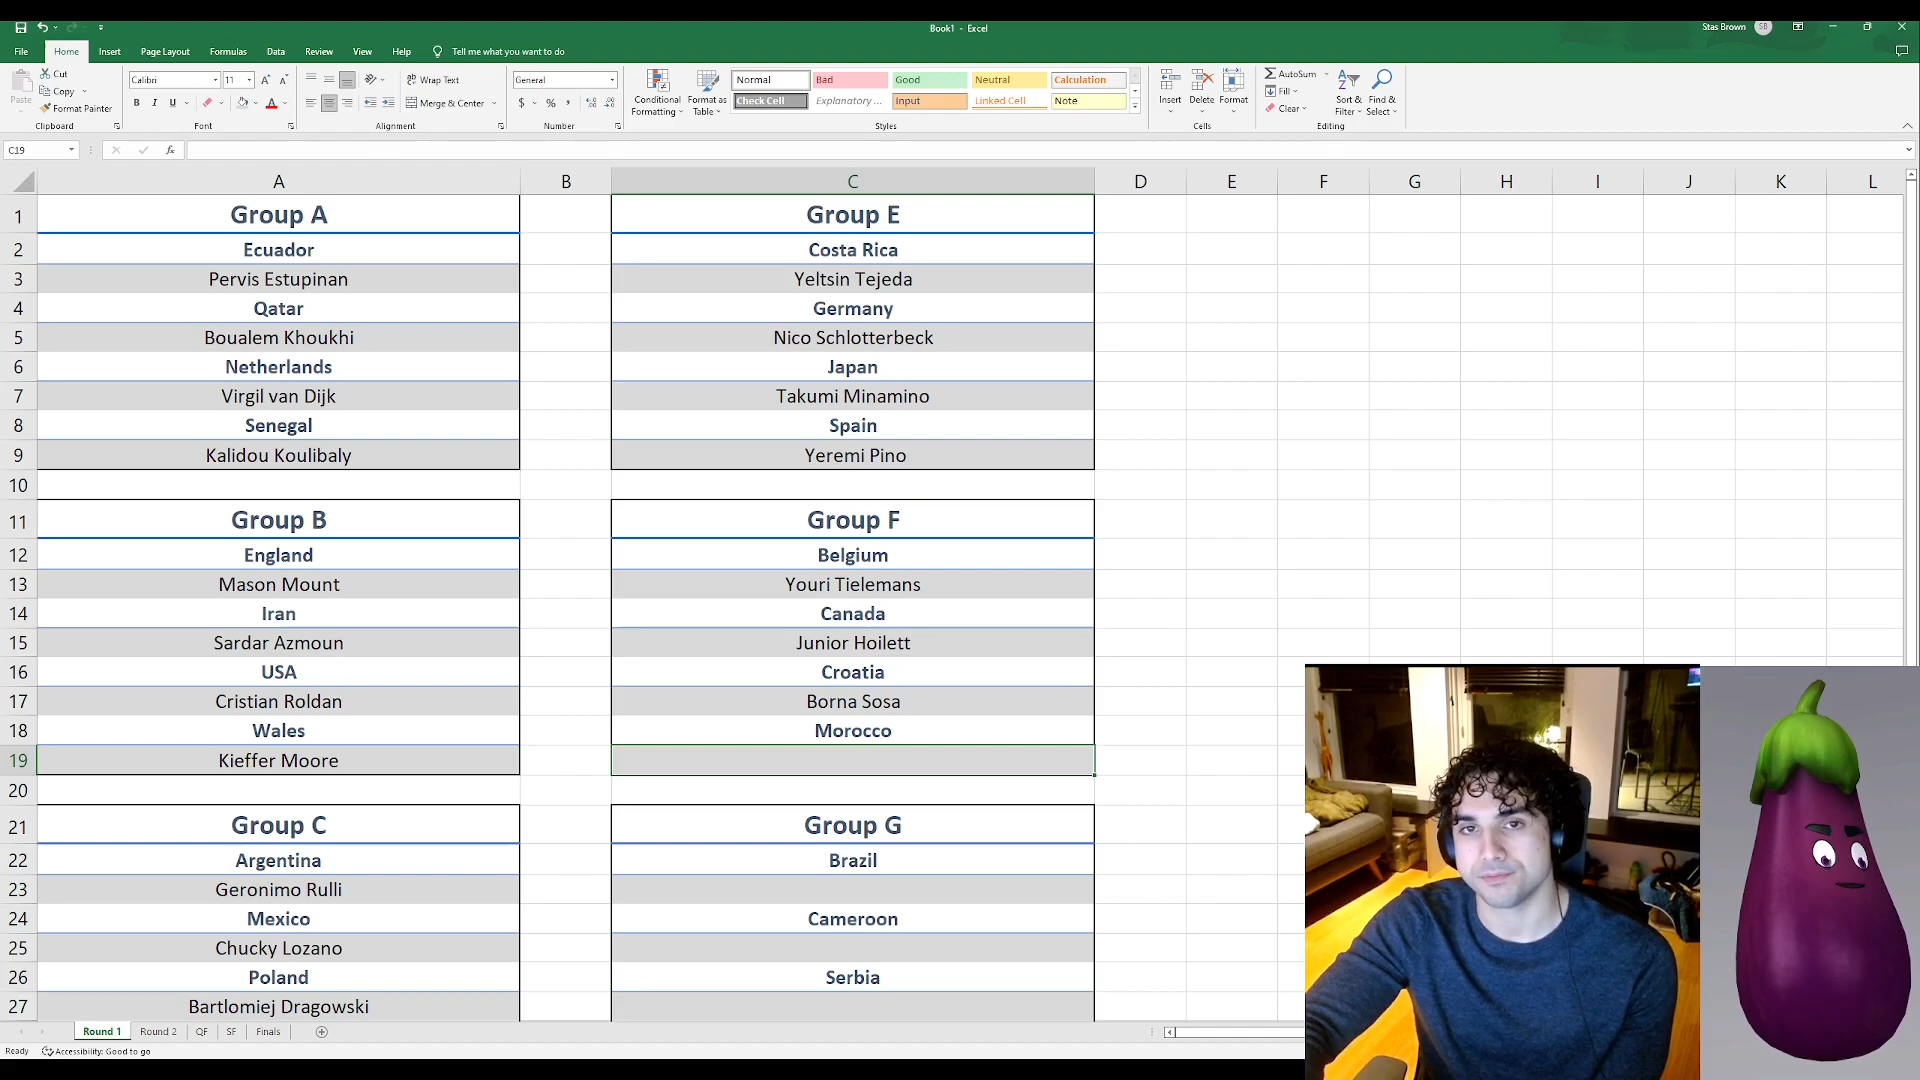 Book1 - Excel
Stas Brown SB
File Home Insert Page Layout Formulas Data Review View Help Tell me what you want to do
Paste
Cut
Copy
Format Painter
Clipboard
Calibri 11
B I U
Font
Wrap Text
Merge & Center
Alignment
General
$ % ,
Number
Conditional Formatting
Format as Table
Normal Bad Good Neutral Calculation
Check Cell Explanatory ... Input Linked Cell Note
Styles
Insert Delete Format
Cells
AutoSum
Fill
Clear
Sort & Filter
Find & Select
Editing
C19 fx
A B C D E F G H I J K L
1 Group A Group E
2 Ecuador Costa Rica
3 Pervis Estupinan Yeltsin Tejeda
4 Qatar Germany
5 Boualem Khoukhi Nico Schlotterbeck
6 Netherlands Japan
7 Virgil van Dijk Takumi Minamino
8 Senegal Spain
9 Kalidou Koulibaly Yeremi Pino
10
11 Group B Group F
12 England Belgium
13 Mason Mount Youri Tielemans
14 Iran Canada
15 Sardar Azmoun Junior Hoilett
16 USA Croatia
17 Cristian Roldan Borna Sosa
18 Wales Morocco
19 Kieffer Moore
20
21 Group C Group G
22 Argentina Brazil
23 Geronimo Rulli
24 Mexico Cameroon
25 Chucky Lozano
26 Poland Serbia
27 Bartlomiej Dragowski
Round 1 Round 2 QF SF Finals
Ready Accessibility: Good to go